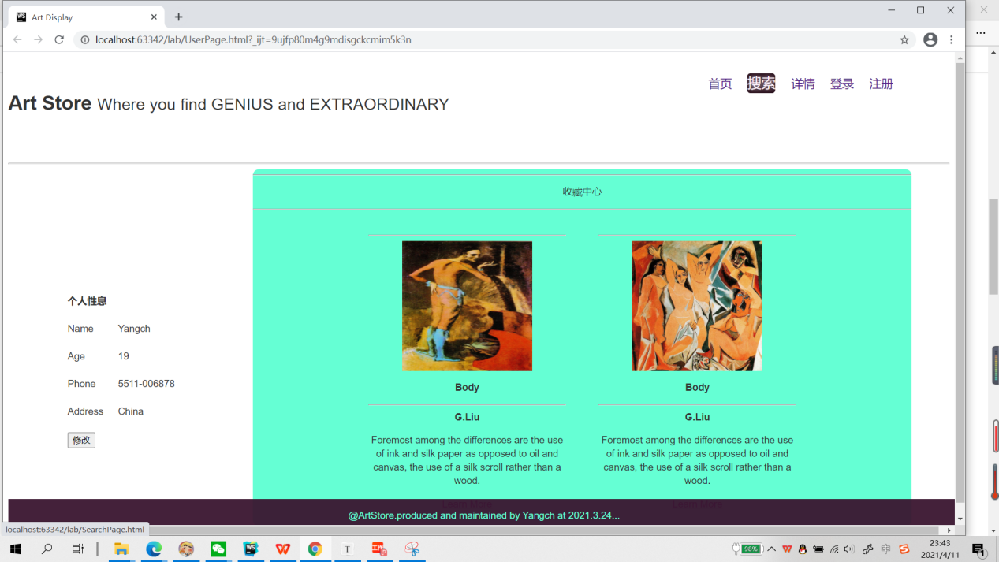 Art Display
localhost:63342/lab/UserPage.html?_ijt=9ujfp80m4g9mdisgckcmim5k3n
首页 搜索 详情 登录 注册
Art Store Where you find GENIUS and EXTRAORDINARY
收藏中心
个人性息
Name Yangch
Age 19
Phone 5511-006878
Address China
修改
Body
G.Liu
Foremost among the differences are the use
of ink and silk paper as opposed to oil and
canvas, the use of a silk scroll rather than a
wood.
Body
G.Liu
Foremost among the differences are the use
of ink and silk paper as opposed to oil and
canvas, the use of a silk scroll rather than a
wood.
@ArtStore.produced and maintained by Yangch at 2021.3.24...
localhost:63342/lab/SearchPage.html
98%
中
23:43
2021/4/11
1